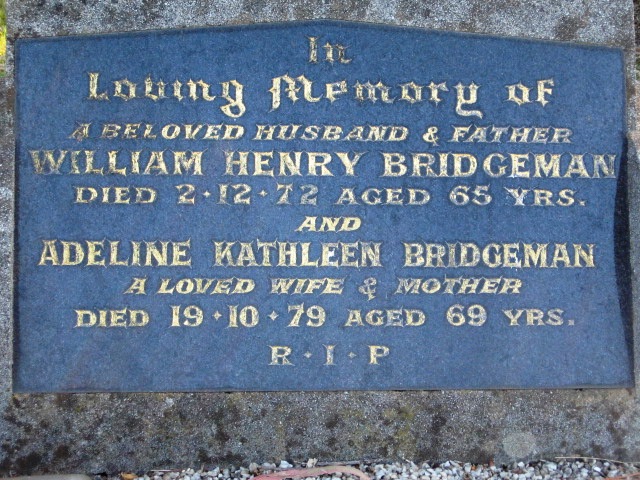 In
Loving Memory of
A BELOVED HUSBAND & FATHER
WILLIAM HENRY BRIDGEMAN
DIED 2·12·72 AGED 65 YRS.
AND
ADELINE KATHLEEN BRIDGEMAN
A LOVED WIFE & MOTHER
DIED 19·10·79 AGED 69 YRS.
R·I·P